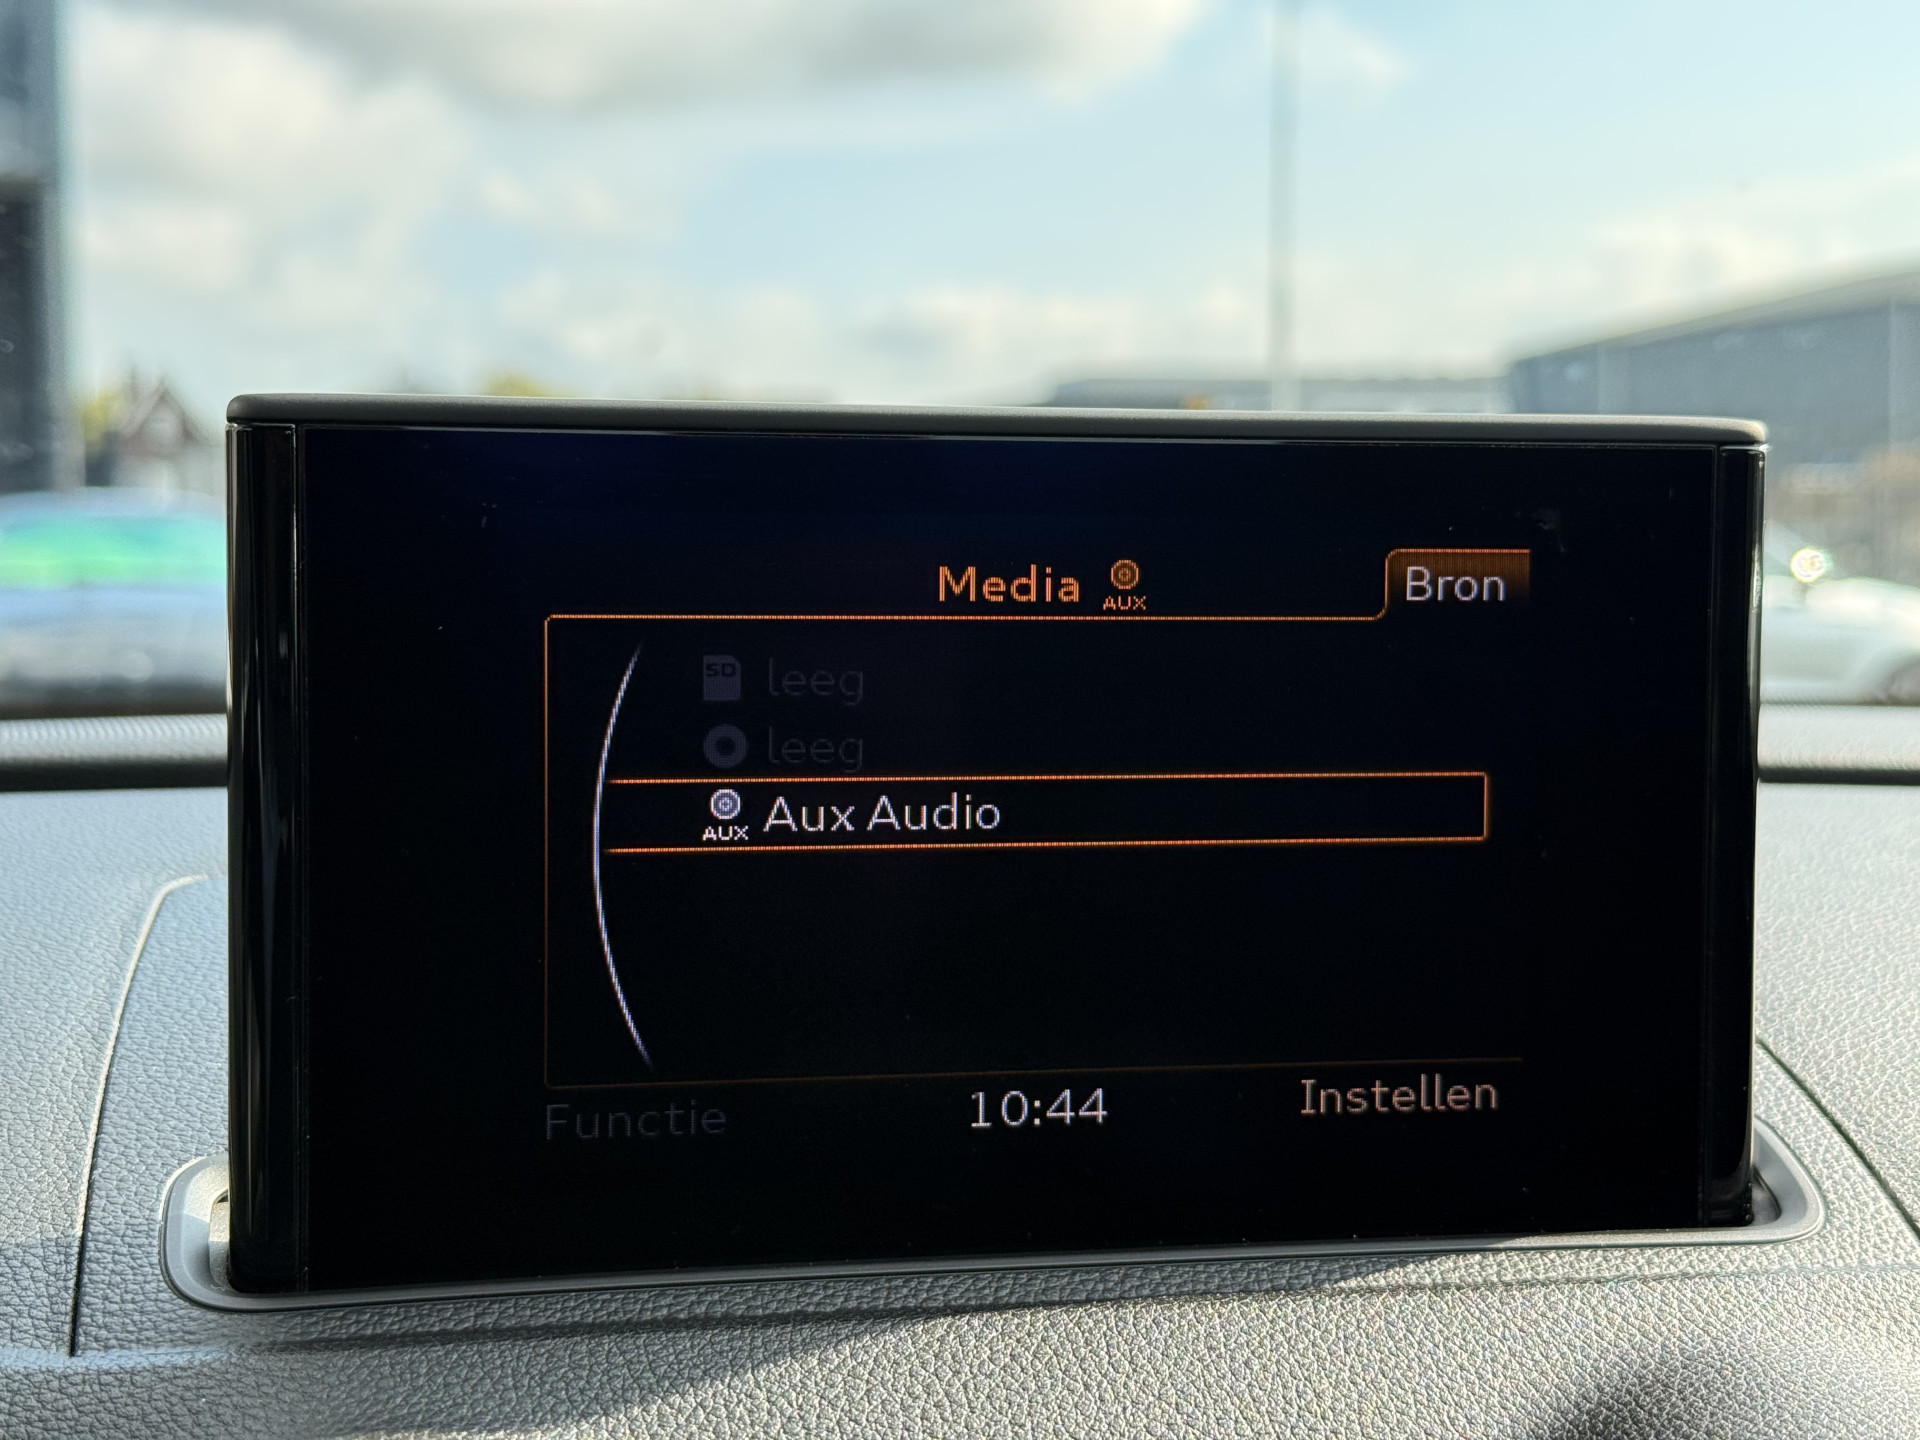 Media AUX
Bron
SD leeg
leeg
AUX Aux Audio
Functie
10:44
Instellen